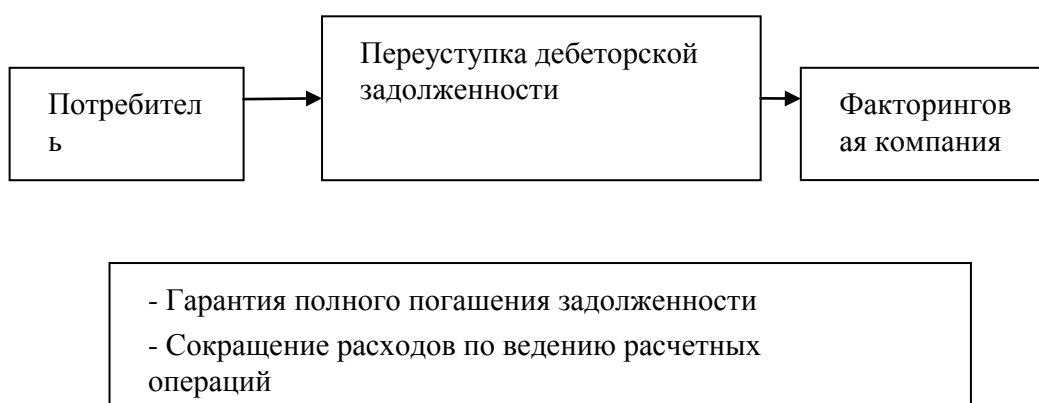 Потребител
ь
Переуступка дебеторской
задолженности
Факторингов
ая компания
- Гарантия полного погашения задолженности
- Сокращение расходов по ведению расчетных
операций